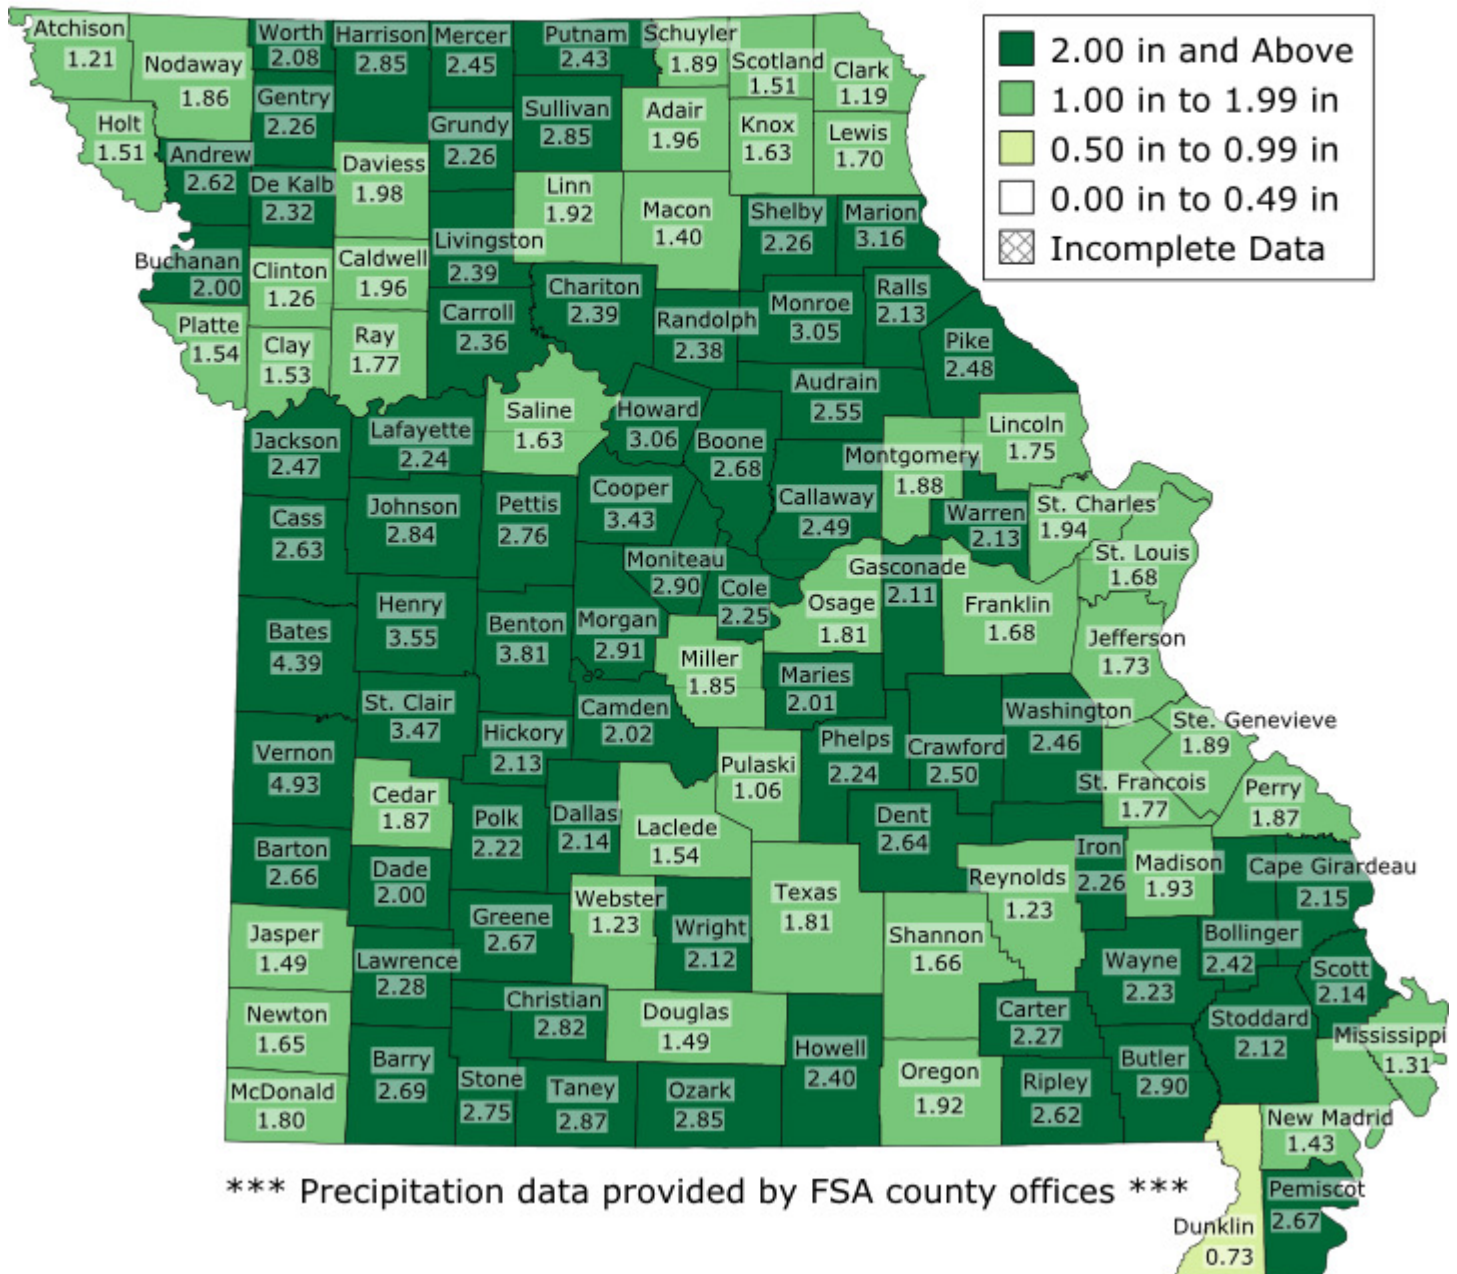 Atchison
1.21
Nodaway
1.86
Worth
2.08
Harrison
2.85
Mercer
2.45
Putnam
2.43
Schuyler
1.89
Scotland
1.51
Clark
1.19
2.00 in and Above
1.00 in to 1.99 in
0.50 in to 0.99 in
0.00 in to 0.49 in
Incomplete Data
Holt
1.51
Gentry
2.26
Grundy
2.26
Sullivan
2.85
Adair
1.96
Knox
1.63
Lewis
1.70
Andrew
2.62
De Kalb
2.32
Daviess
1.98
Linn
1.92
Macon
1.40
Shelby
2.26
Marion
3.16
Buchanan
2.00
Clinton
1.26
Caldwell
1.96
Livingston
2.39
Chariton
2.39
Randolph
2.38
Monroe
3.05
Ralls
2.13
Platte
1.54
Clay
1.53
Ray
1.77
Carroll
2.36
Pike
2.48
Audrain
2.55
Jackson
2.47
Lafayette
2.24
Saline
1.63
Howard
3.06
Boone
2.68
Montgomery
1.88
Lincoln
1.75
Cass
2.63
Johnson
2.84
Pettis
2.76
Cooper
3.43
Callaway
2.49
Warren
2.13
St. Charles
1.94
St. Louis
1.68
Moniteau
2.90
Cole
2.25
Gasconade
2.11
Osage
1.81
Franklin
1.68
Bates
4.39
Henry
3.55
Benton
3.81
Morgan
2.91
Miller
1.85
Maries
2.01
Jefferson
1.73
St. Clair
3.47
Hickory
2.13
Camden
2.02
Washington
2.46
Ste. Genevieve
1.89
Vernon
4.93
Cedar
1.87
Polk
2.22
Dallas
2.14
Laclede
1.54
Pulaski
1.06
Phelps
2.24
Crawford
2.50
St. Francois
1.77
Perry
1.87
Barton
2.66
Dade
2.00
Dent
2.64
Iron
2.26
Madison
1.93
Cape Girardeau
2.15
Jasper
1.49
Greene
2.67
Webster
1.23
Wright
2.12
Texas
1.81
Reynolds
1.23
Shannon
1.66
Bollinger
2.42
Lawrence
2.28
Wayne
2.23
Scott
2.14
Newton
1.65
Christian
2.82
Douglas
1.49
Carter
2.27
Stoddard
2.12
Mississippi
1.31
McDonald
1.80
Barry
2.69
Stone
2.75
Taney
2.87
Ozark
2.85
Howell
2.40
Oregon
1.92
Ripley
2.62
Butler
2.90
New Madrid
1.43
*** Precipitation data provided by FSA county offices ***
Pemiscot
2.67
Dunklin
0.73